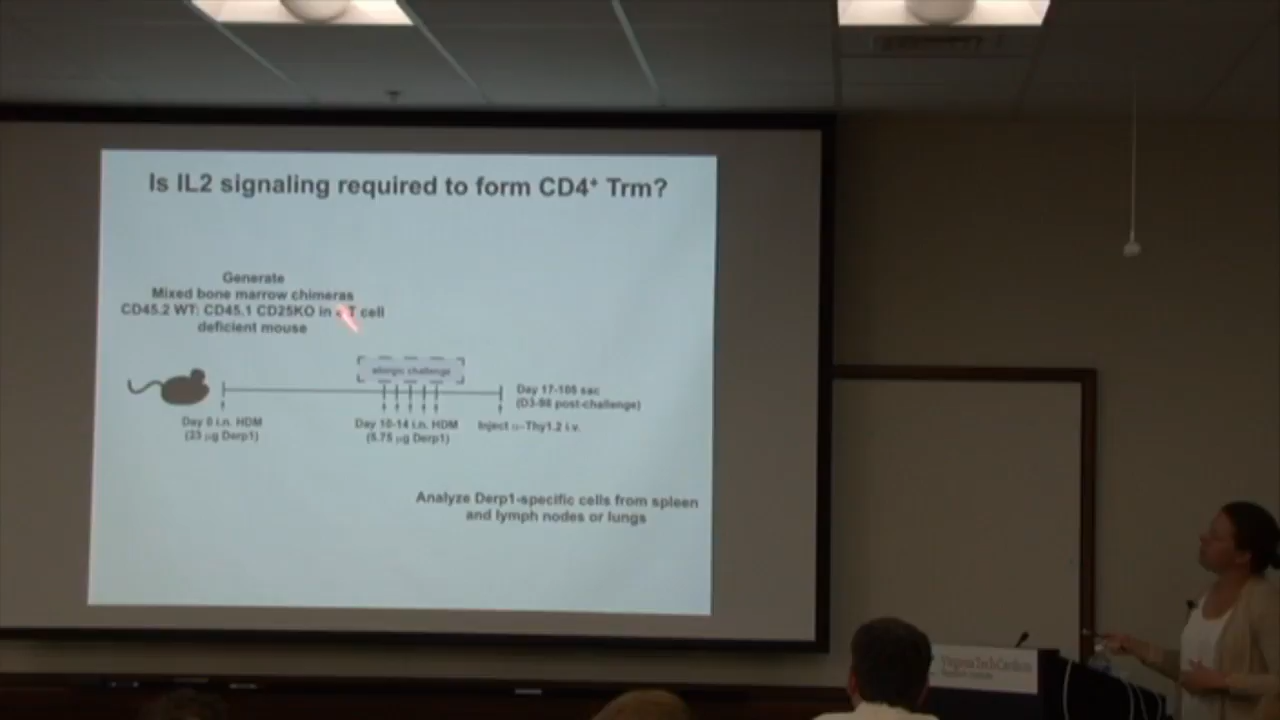 Is IL2 signaling required to form CD4⁺ Trm?
Generate
Mixed bone marrow chimeras
CD45.2 WT: CD45.1 CD25KO in T cell
deficient mouse
allergic challenge
Day 0 i.n. HDM
(23 μg Derp1)
Day 10-14 i.n. HDM
(5.75 μg Derp1)
Day 17-105 sac
(D3-98 post-challenge)
Inject α-Thy1.2 i.v.
Analyze Derp1-specific cells from spleen
and lymph nodes or lungs
VirginiaTechCarilion